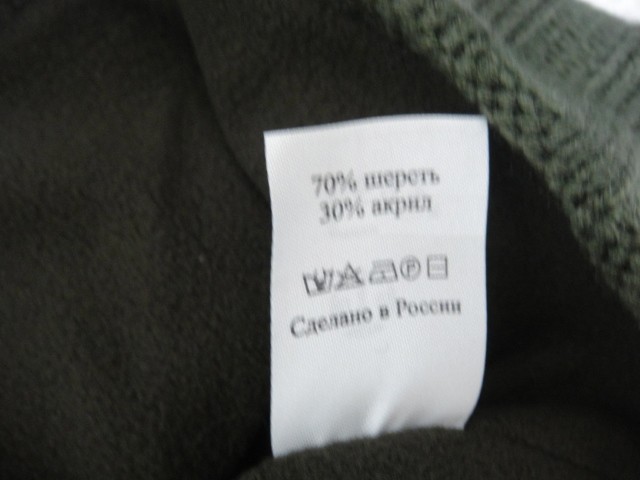 70% шерсть
30% акрил
Ⓟ
Сделано в России